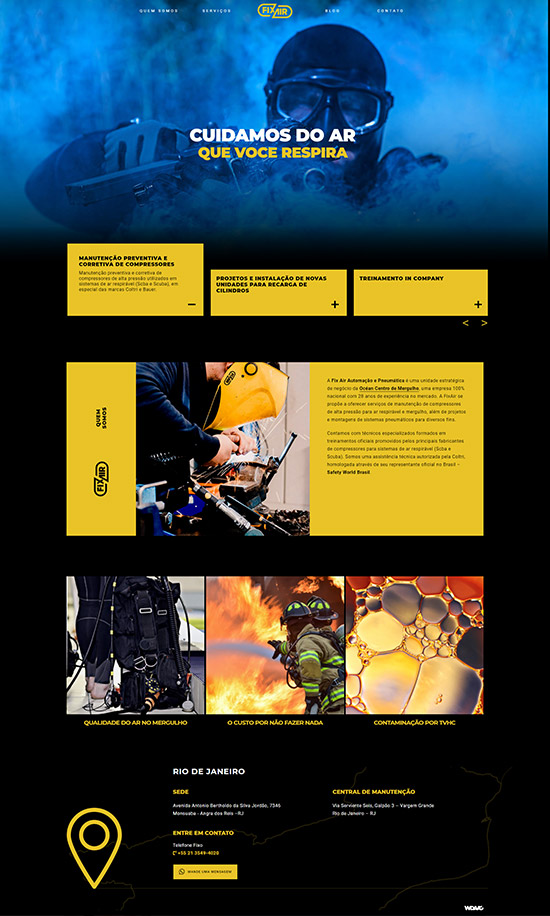 QUEM SOMOS
SERVIÇOS
FIX AIR
BLOG
CONTATO
CUIDAMOS DO AR
QUE VOCE RESPIRA
MANUTENÇÃO PREVENTIVA E
CORRETIVA DE COMPRESSORES
Manutenção preventiva e corretiva de
compressores de alta pressão utilizados em
sistemas de ar respirável (Scba e Scuba), em
especial das marcas Coltri e Bauer.
−
PROJETOS E INSTALAÇÃO DE NOVAS
UNIDADES PARA RECARGA DE
CILINDROS
+
TREINAMENTO IN COMPANY
+
< >
QUEM
SOMOS
FIX AIR
A Fix Air Automação e Pneumática é uma unidade estratégica
de negócio da Océan Centro de Mergulho, uma empresa 100%
nacional com 28 anos de experiência no mercado. A FixAir se
propõe a oferecer serviços de manutenção de compressores
de alta pressão para ar respirável e mergulho, além de projetos
e montagens de sistemas pneumáticos para diversos fins.
Contamos com técnicos especializados formados em
treinamentos oficiais promovidos pelos principais fabricantes
de compressores para sistemas de ar respirável (Scba e
Scuba). Somos uma assistência técnica autorizada pela Coltri,
homologada através de seu representante oficial no Brasil –
Safety World Brasil.
QUALIDADE DO AR NO MERGULHO
O CUSTO POR NÃO FAZER NADA
CONTAMINAÇÃO POR TVHC
RIO DE JANEIRO
SEDE
Avenida Antonio Bertholdo da Silva Jordão, 7345
Monsuaba - Angra dos Reis –RJ
CENTRAL DE MANUTENÇÃO
Via Serviente Seis, Galpão 3 – Vargem Grande
Rio de Janeiro – RJ
ENTRE EM CONTATO
Telefone Fixo
+55 21 3549-4020
MANDE UMA MENSAGEM